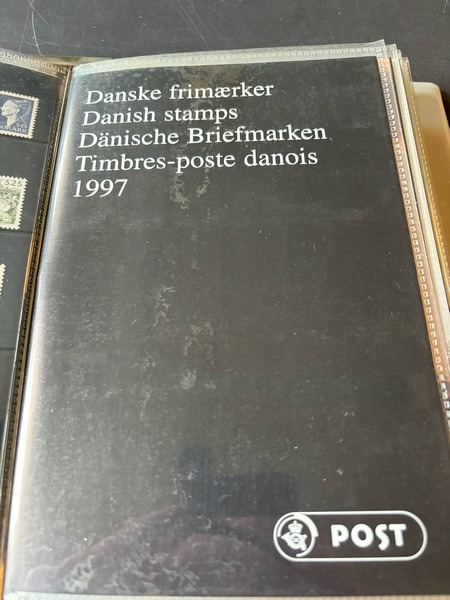 Danske frimærker
Danish stamps
Dänische Briefmarken
Timbres-poste danois
1997
POST